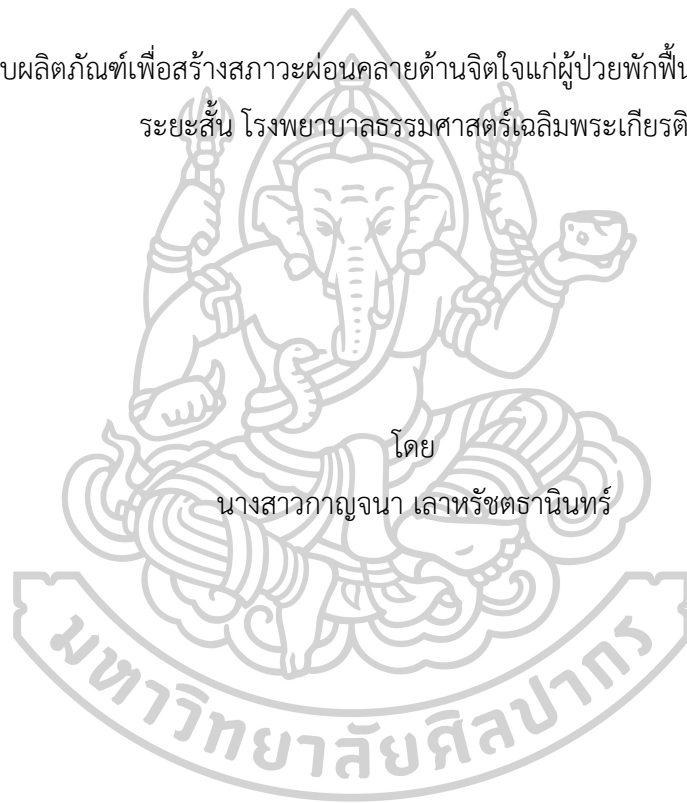 บผลิตภัณฑ์เพื่อสร้างสภาวะผ่อนคลายด้านจิตใจแก่ผู้ป่วยพักฟื้น
ระยะสั้น โรงพยาบาลธรรมศาสตร์เฉลิมพระเกียรติ
โดย
นางสาวกาญจนา เลาหรัชตธานินทร์
มหาวิทยาลัยศิลปากร